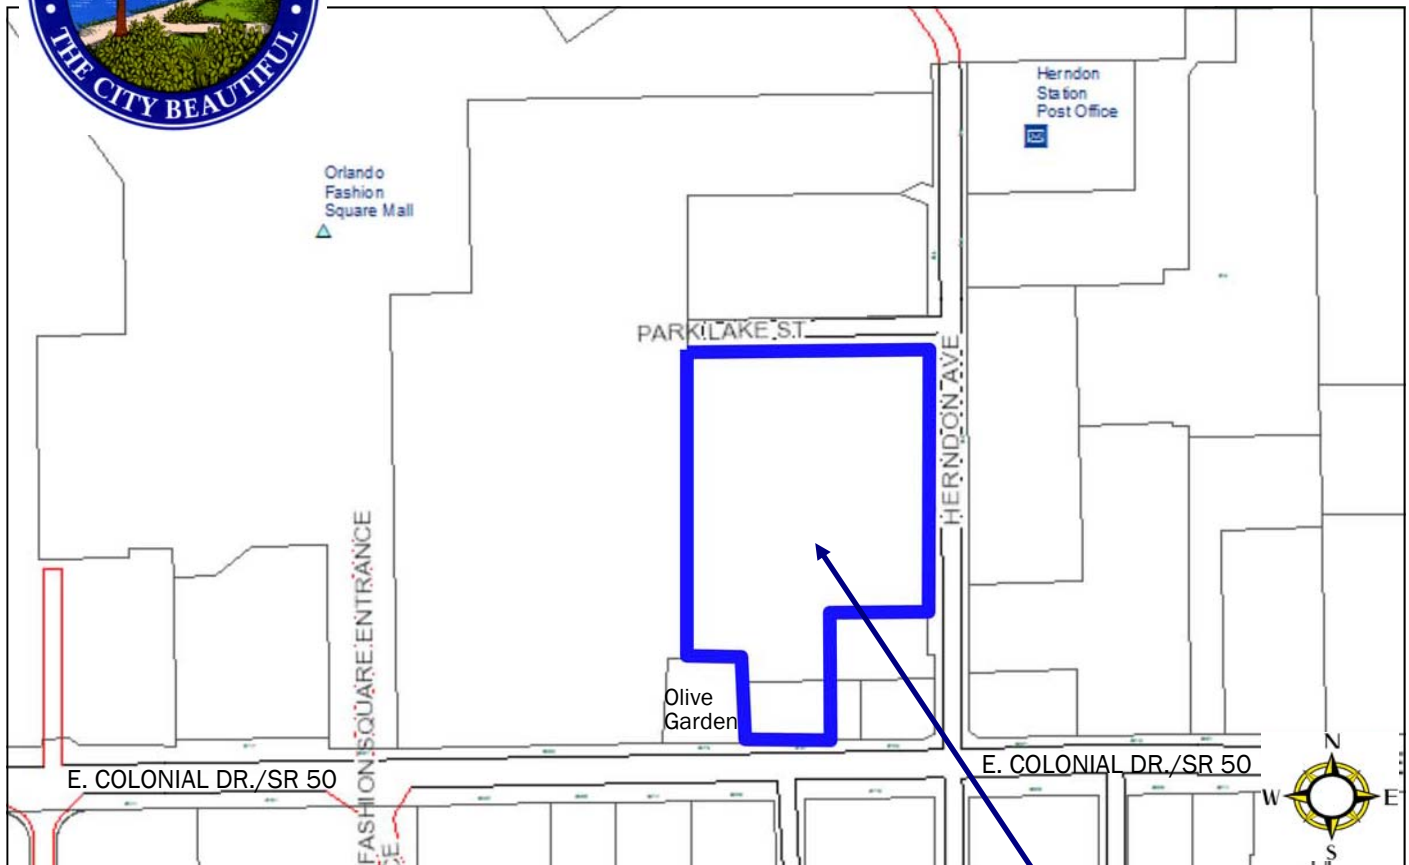 THE CITY BEAUTIFUL
Herndon
Station
Post Office
Orlando
Fashion
Square Mall
PARK LAKE ST
HERNDON AVE
FASHION SQUARE ENTRANCE
Olive
Garden
E. COLONIAL DR./SR 50
E. COLONIAL DR./SR 50
N
W
E
S